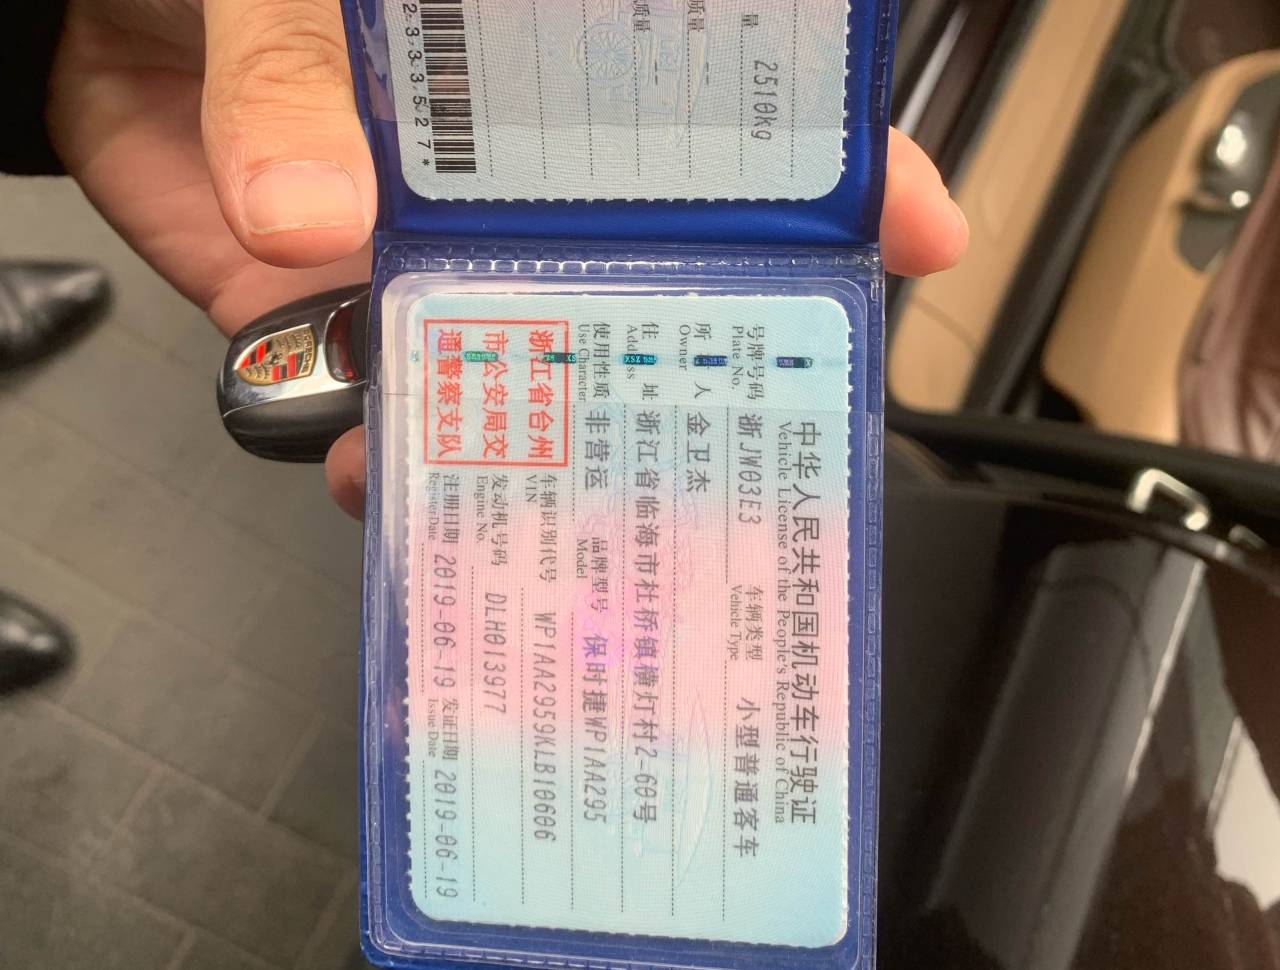 量 2510kg
质量 --
质量 --
233527*
中华人民共和国机动车行驶证
Vehicle License of the People's Republic of China
号牌号码 浙JW03E3 车辆类型 小型普通客车
Plate No. Vehicle Type
所有人 金卫杰
Owner
住址 浙江省临海市杜桥镇横灯村2-60号
Address
使用性质 非营运 品牌型号 保时捷WP1AA295
Use Character Model
浙江省台州
市公安局交
通警察支队
车辆识别代号 WP1AA2959KLB10606
VIN
发动机号码 DLH013977
Engine No.
注册日期 2019-06-19 发证日期 2019-06-19
Register Date Issue Date